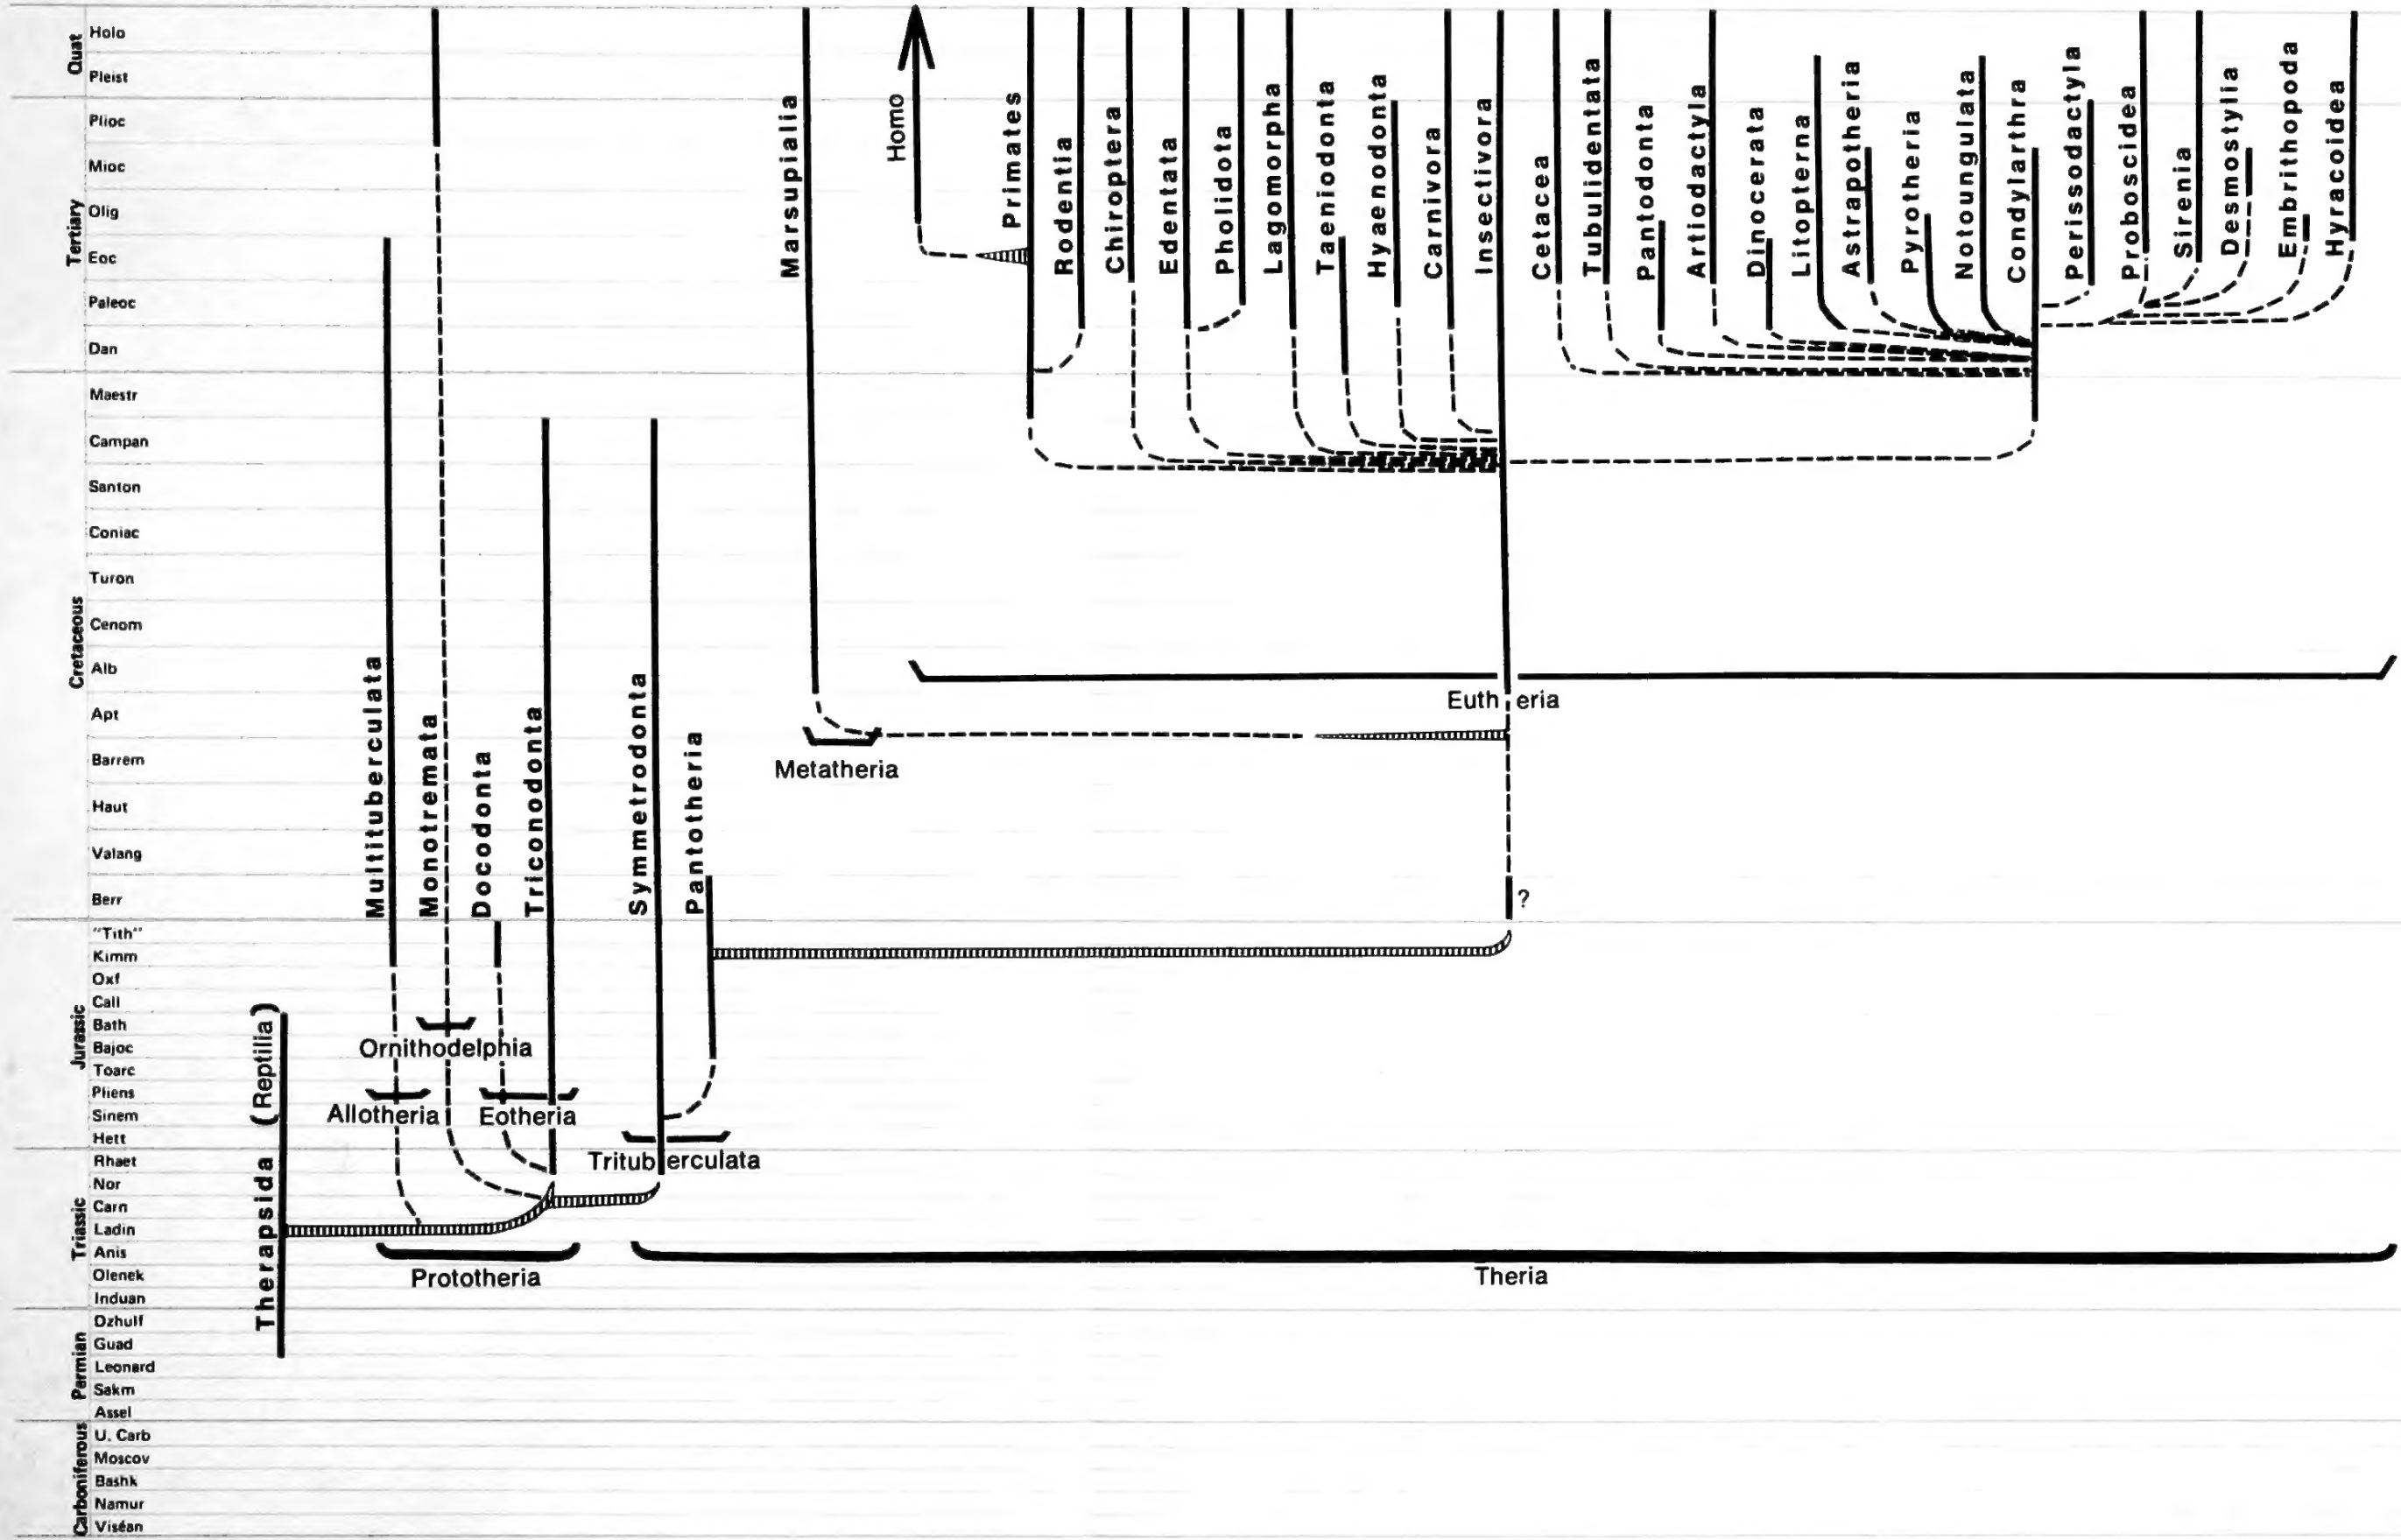 Quat
Holo
Pleist
Tertiary
Plioc
Mioc
Olig
Eoc
Paleoc
Dan
Cretaceous
Maestr
Campan
Santon
Coniac
Turon
Cenom
Alb
Apt
Barrem
Haut
Valang
Berr
Jurassic
"Tith"
Kimm
Oxf
Call
Bath
Bajoc
Toarc
Pliens
Sinem
Hett
Triassic
Rhaet
Nor
Carn
Ladin
Anis
Olenek
Induan
Permian
Dzhulf
Guad
Leonard
Sakm
Assel
Carboniferous
U. Carb
Moscov
Bashk
Namur
Viséan
Therapsida (Reptilia)
Multituberculata
Monotremata
Docodonta
Triconodonta
Symmetrodonta
Pantotheria
Marsupialia
Homo
Primates
Rodentia
Chiroptera
Edentata
Pholidota
Lagomorpha
Taeniodonta
Hyaenodonta
Carnivora
Insectivora
Cetacea
Tubulidentata
Pantodonta
Artiodactyla
Dinocerata
Litopterna
Astrapotheria
Pyrotheria
Notoungulata
Condylarthra
Perissodactyla
Proboscidea
Sirenia
Desmostylia
Embrithopoda
Hyracoidea
Eutheria
Metatheria
?
Ornithodelphia
Allotheria
Eotheria
Trituberculata
Prototheria
Theria